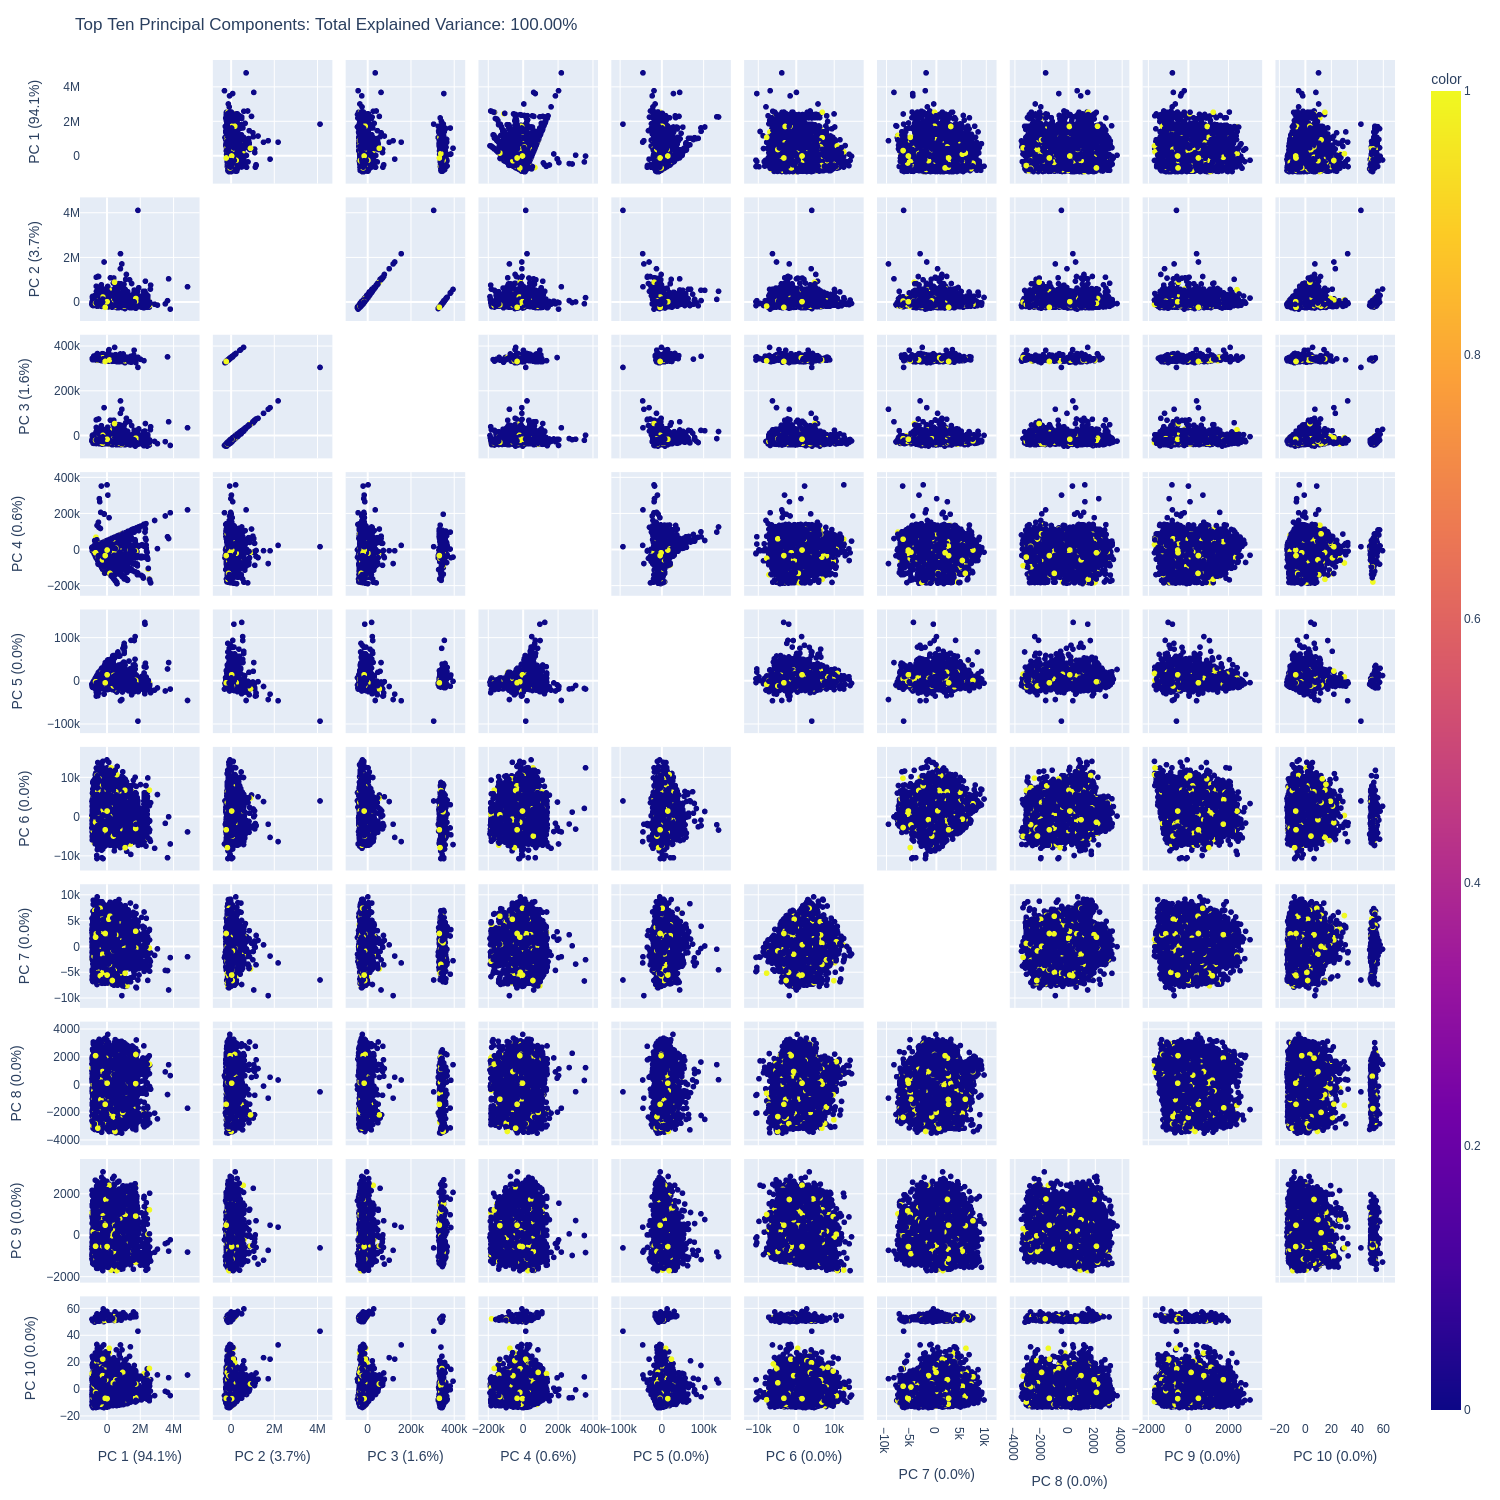 Top Ten Principal Components: Total Explained Variance: 100.00%
color
1
0.8
0.6
0.4
0.2
0
PC 1 (94.1%)
4M
2M
0
PC 2 (3.7%)
4M
2M
0
PC 3 (1.6%)
400k
200k
0
PC 4 (0.6%)
400k
200k
0
−200k
PC 5 (0.0%)
100k
0
−100k
PC 6 (0.0%)
10k
0
−10k
PC 7 (0.0%)
10k
5k
0
−5k
−10k
PC 8 (0.0%)
4000
2000
0
−2000
−4000
PC 9 (0.0%)
2000
0
−2000
PC 10 (0.0%)
60
40
20
0
−20
0 2M 4M
0 2M 4M
0 200k 400k
−200k 0 200k 400k
−100k 0 100k
−10k 0 10k
−10k −5k 0 5k 10k
−4000 −2000 0 2000 4000
−2000 0 2000
−20 0 20 40 60
PC 1 (94.1%)
PC 2 (3.7%)
PC 3 (1.6%)
PC 4 (0.6%)
PC 5 (0.0%)
PC 6 (0.0%)
PC 7 (0.0%)
PC 8 (0.0%)
PC 9 (0.0%)
PC 10 (0.0%)